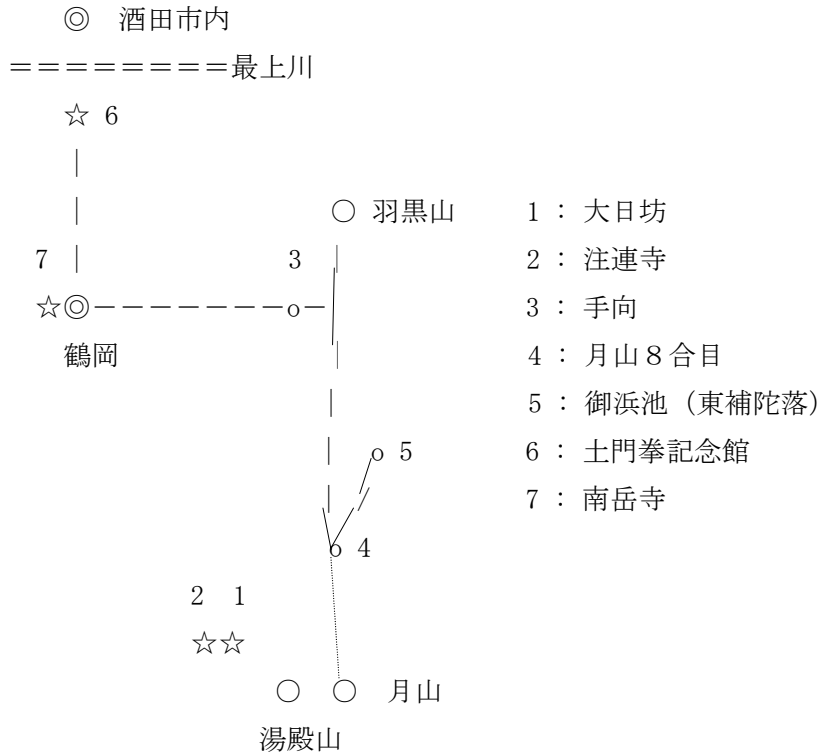 ◎ 酒田市内
＝＝＝＝＝＝＝＝最上川
☆ 6
｜
｜ ○ 羽黒山 1 : 大日坊
7 ｜ 3 ｜ 2 : 注連寺
☆◎－－－－－－－o－ 3 : 手向
鶴岡 ｜ 4 : 月山８合目
｜ 5 : 御浜池（東補陀落）
｜ o 5 6 : 土門拳記念館
｜ ／ 7 : 南岳寺
o 4
2 1
☆☆
○ ○ 月山
湯殿山